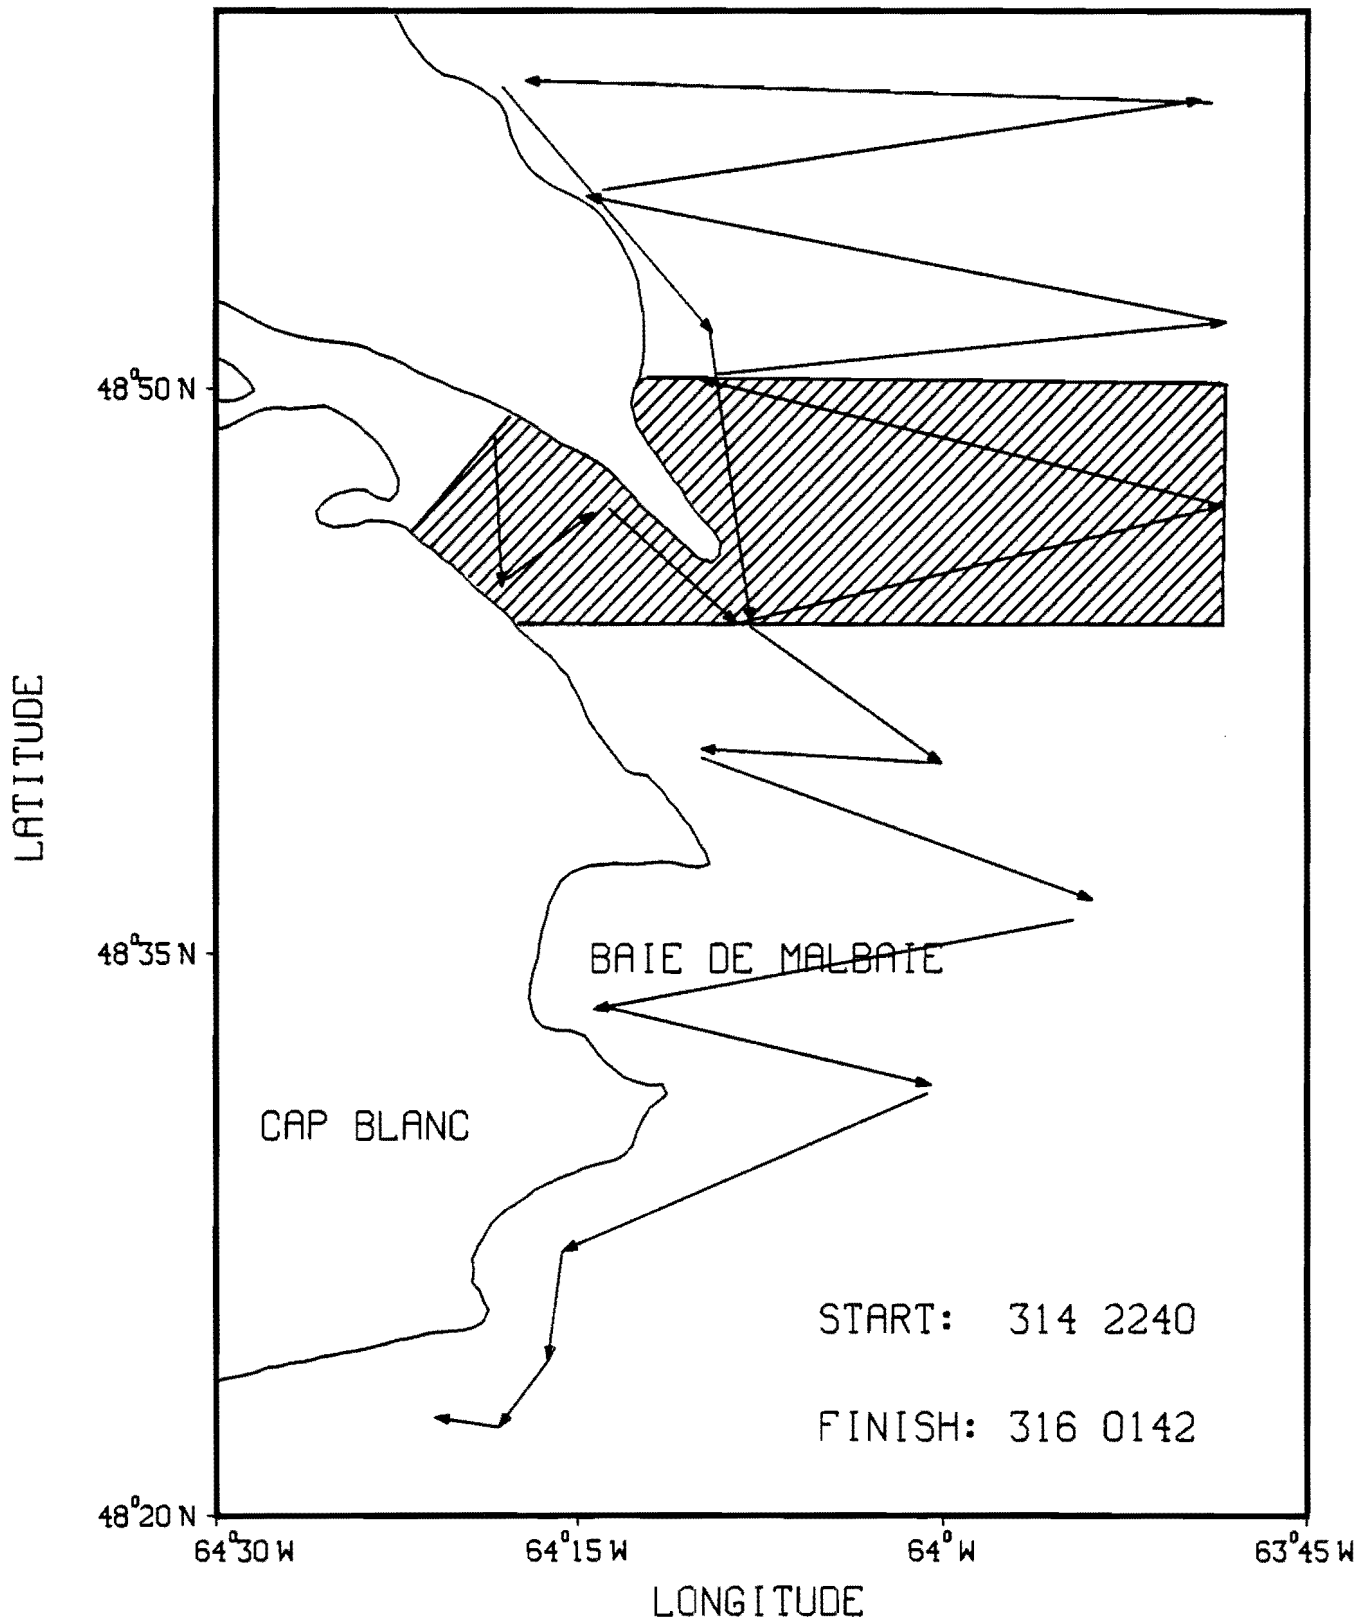 48°50 N
LATITUDE
48°35 N
BAIE DE MALBAIE
CAP BLANC
START: 314 2240
FINISH: 316 0142
48°20 N
64°30 W 64°15 W 64° W 63°45 W
LONGITUDE